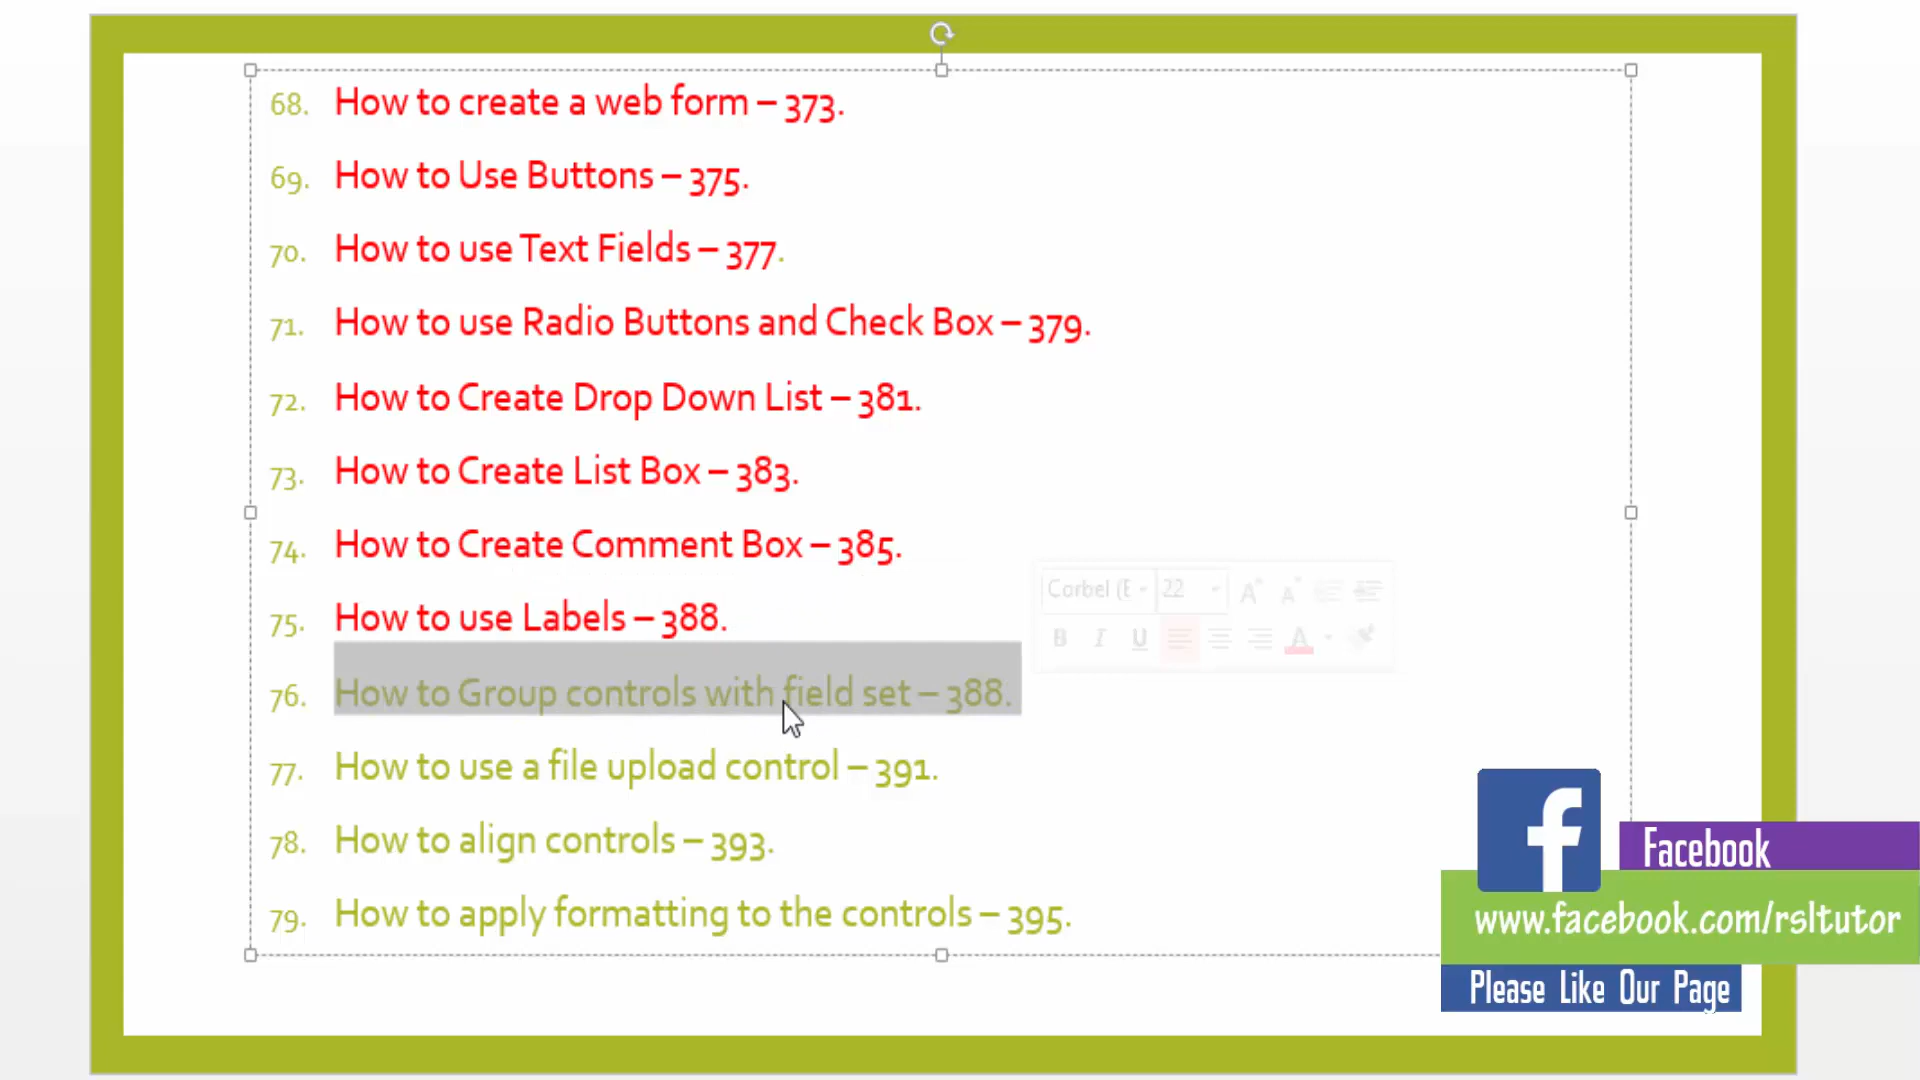 68. How to create a web form – 373.
69. How to Use Buttons – 375.
70. How to use Text Fields – 377.
71. How to use Radio Buttons and Check Box – 379.
72. How to Create Drop Down List – 381.
73. How to Create List Box – 383.
74. How to Create Comment Box – 385.
Corbel (E 22 A A
75. How to use Labels – 388.
B I U A
76. How to Group controls with field set – 388.
77. How to use a file upload control – 391.
78. How to align controls – 393.
79. How to apply formatting to the controls – 395.
f
Facebook
www.facebook.com/rsltutor
Please Like Our Page